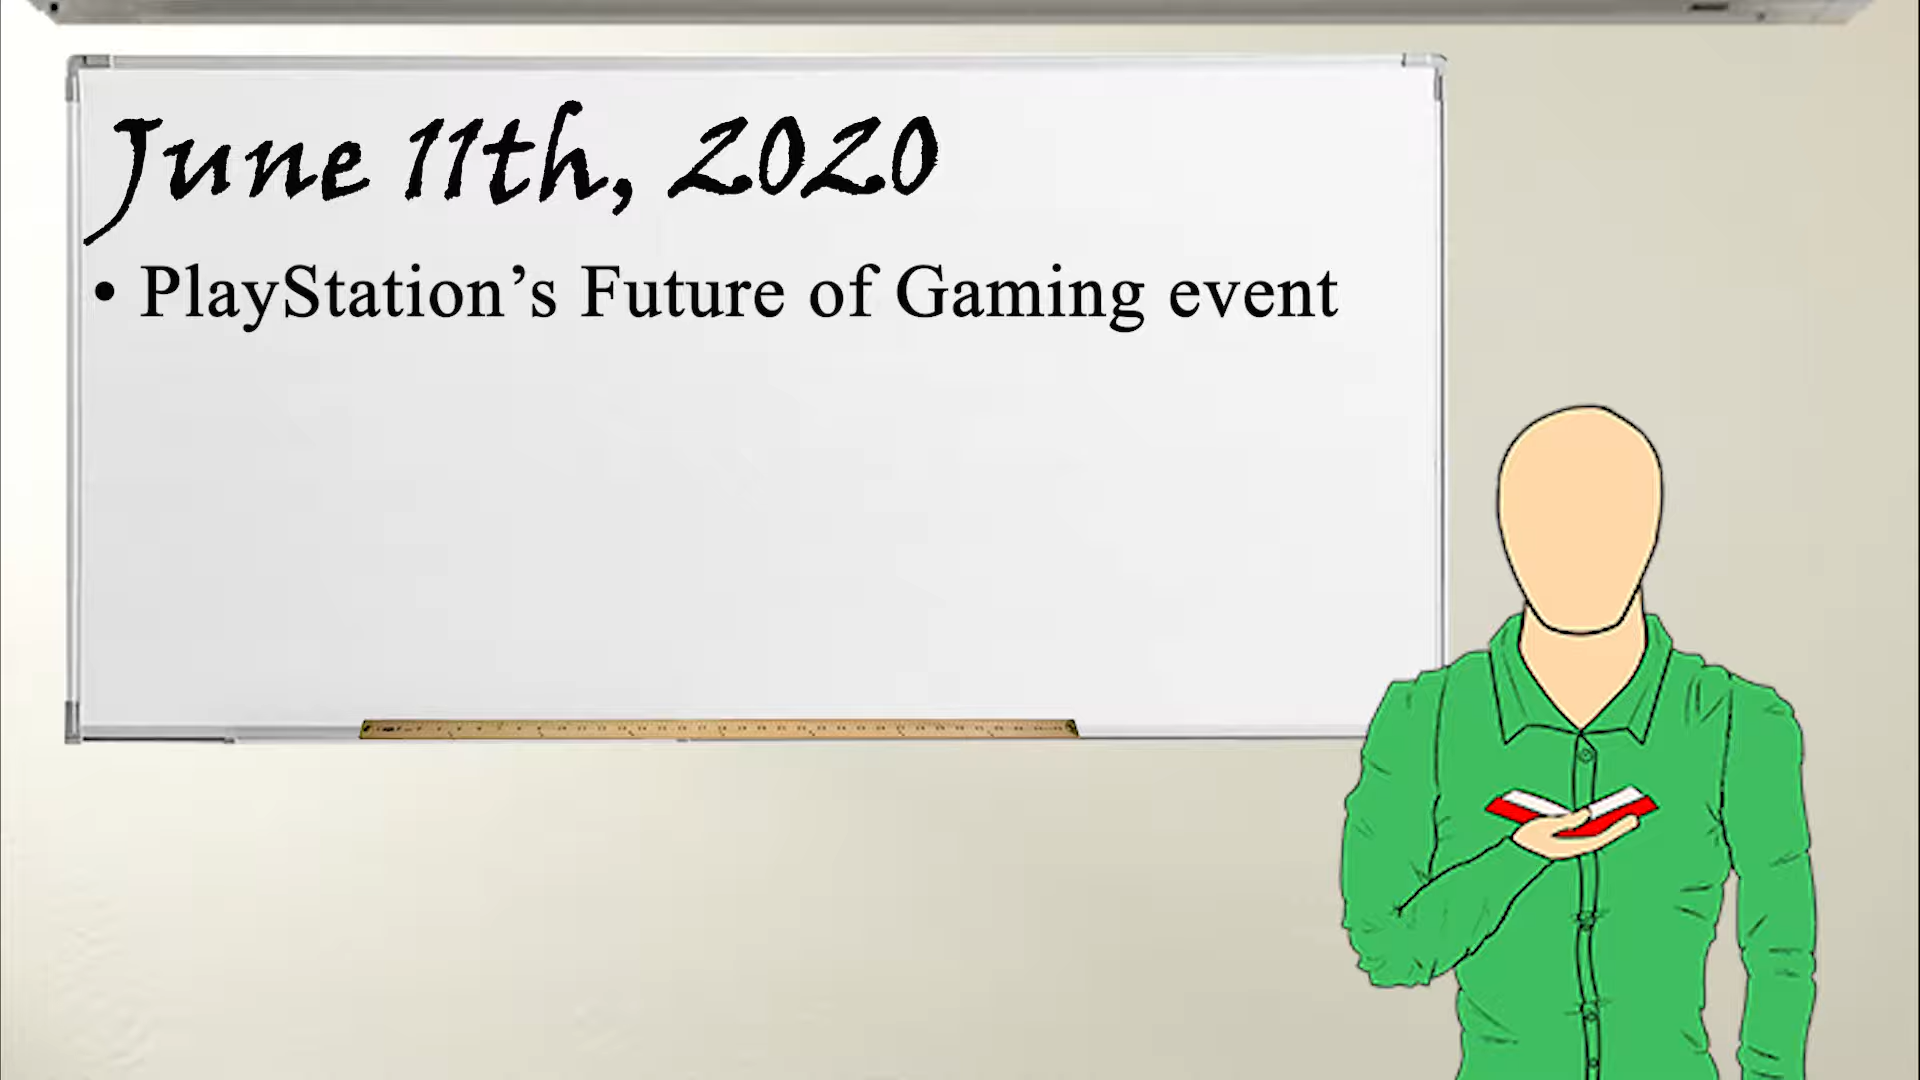 June 11th, 2020
• PlayStation’s Future of Gaming event